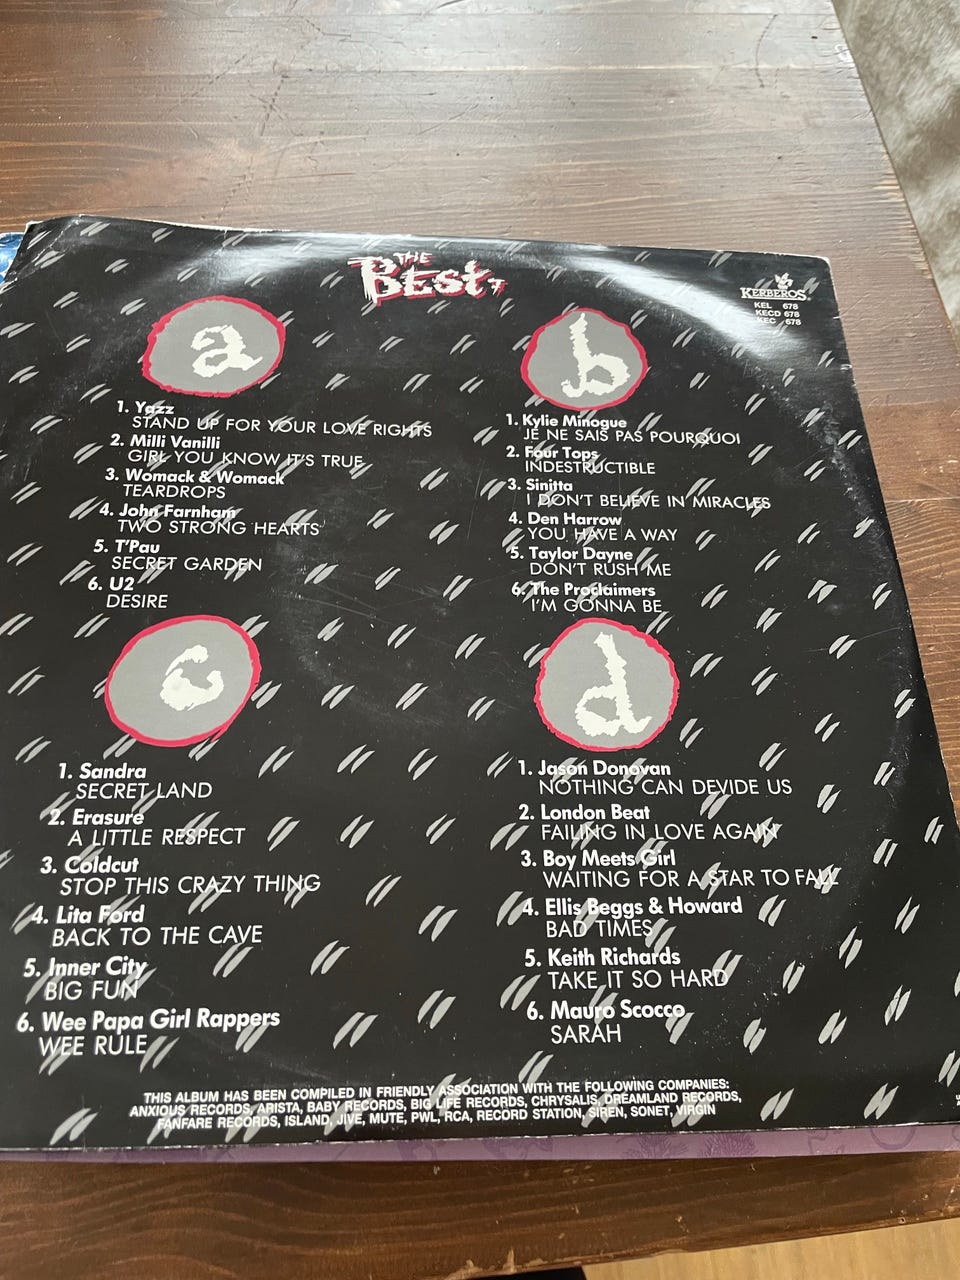 THE
BEST,
KERBEROS
KEL 678
KECD 678
KEC 678
a
1. Yazz
STAND UP FOR YOUR LOVE RIGHTS
2. Milli Vanilli
GIRL YOU KNOW IT'S TRUE
3. Womack & Womack
TEARDROPS
4. John Farnham
TWO STRONG HEARTS
5. T'Pau
SECRET GARDEN
6. U2
DESIRE
b
1. Kylie Minogue
JE NE SAIS PAS POURQUOI
2. Four Tops
INDESTRUCTIBLE
3. Sinitta
I DON'T BELIEVE IN MIRACLES
4. Den Harrow
YOU HAVE A WAY
5. Taylor Dayne
DON'T RUSH ME
6. The Proclaimers
I'M GONNA BE
c
1. Sandra
SECRET LAND
2. Erasure
A LITTLE RESPECT
3. Coldcut
STOP THIS CRAZY THING
4. Lita Ford
BACK TO THE CAVE
5. Inner City
BIG FUN
6. Wee Papa Girl Rappers
WEE RULE
d
1. Jason Donovan
NOTHING CAN DEVIDE US
2. London Beat
FAILING IN LOVE AGAIN
3. Boy Meets Girl
WAITING FOR A STAR TO FALL
4. Ellis Beggs & Howard
BAD TIMES
5. Keith Richards
TAKE IT SO HARD
6. Mauro Scocco
SARAH
THIS ALBUM HAS BEEN COMPILED IN FRIENDLY ASSOCIATION WITH THE FOLLOWING COMPANIES:
ANXIOUS RECORDS, ARISTA, BABY RECORDS, BIG LIFE RECORDS, CHRYSALIS, DREAMLAND RECORDS,
FANFARE RECORDS, ISLAND, JIVE, MUTE, PWL, RCA, RECORD STATION, SIREN, SONET, VIRGIN